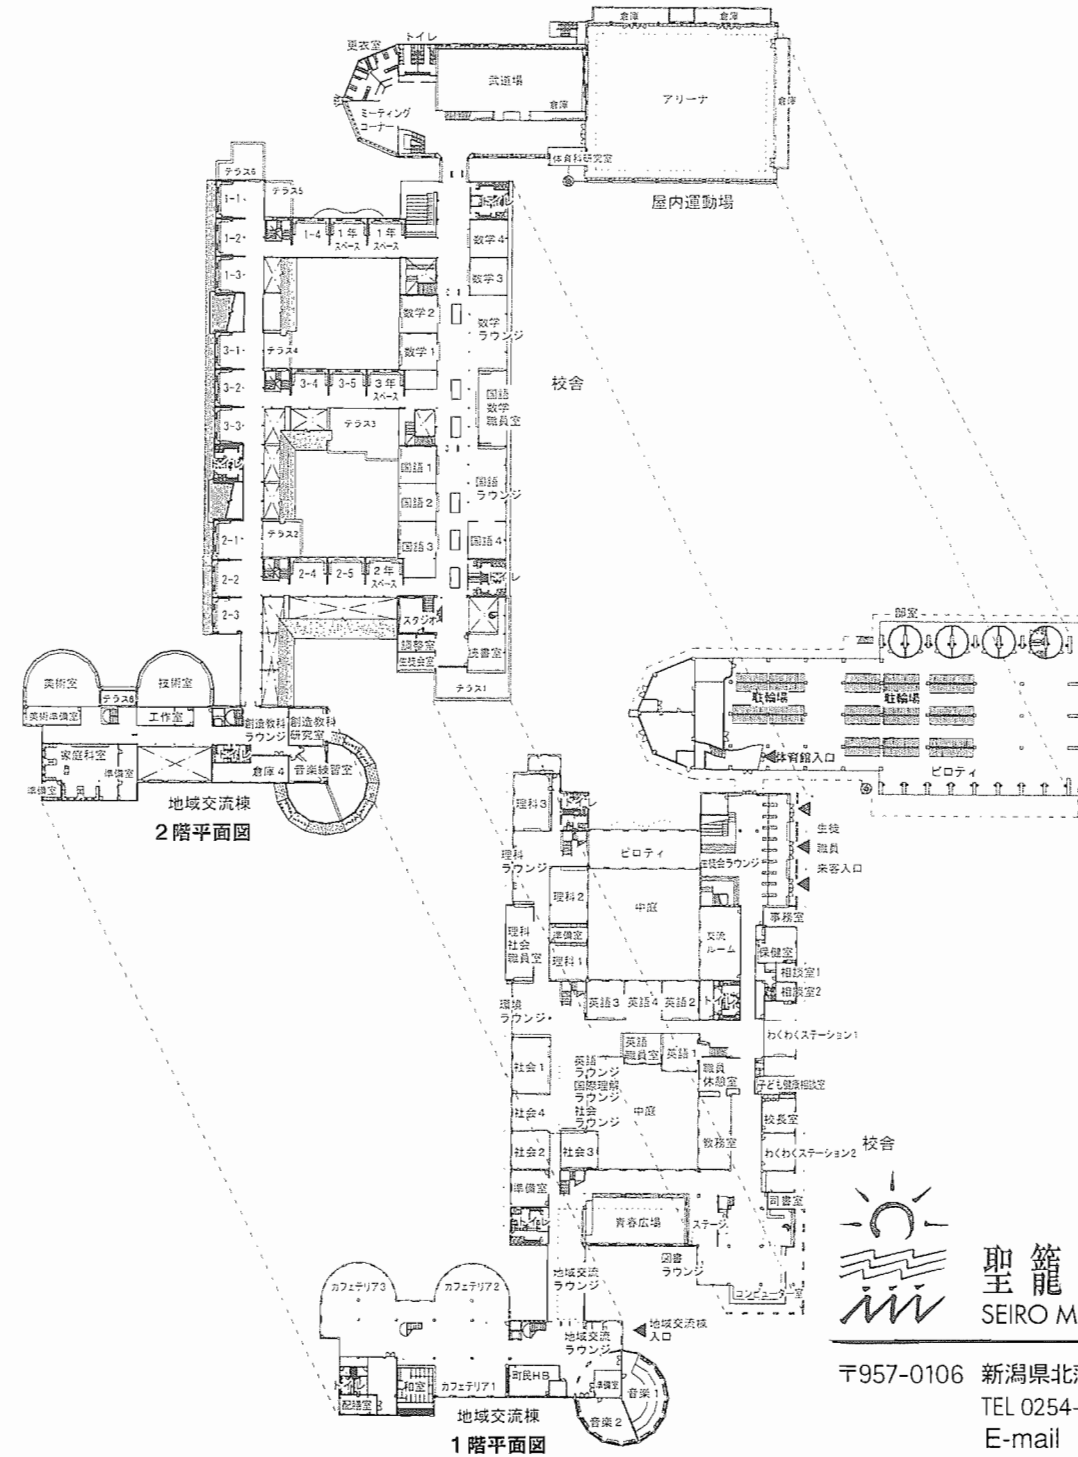 倉庫
倉庫
更衣室
トイレ
武道場
アリーナ
倉庫
倉庫
ミーティング
コーナー
体育科研究室
屋内運動場
テラス6
テラス5
1-1
トイレ
1-2
1-4
1年
スペース
1年
スペース
数学4
1-3
数学3
数学2
数学
ラウンジ
3-1
テラス4
数学1
校舎
3-2
3-4
3-5
3年
スペース
国語
数学
職員室
3-3
テラス3
トイレ
国語1
国語
ラウンジ
国語2
2-1
テラス2
国語3
国語4
2-2
2-4
2-5
2年
スペース
トイレ
2-3
スタジオ
調整室
生徒会室
読書室
テラス1
美術室
テラス8
技術室
美術準備室
工作室
創造教科
ラウンジ
創造教科
研究室
家庭科室
準備室
準備室
倉庫4
音楽練習室
地域交流棟
2階平面図
部室
駐輪場
駐輪場
体育館入口
ピロティ
理科3
トイレ
生徒
職員
来客入口
理科
ラウンジ
ピロティ
生徒会ラウンジ
理科2
中庭
事務室
理科
社会
職員室
準備室
交流
ルーム
保健室
理科1
相談室1
相談室2
環境
ラウンジ
英語3
英語4
英語2
トイレ
わくわくステーション1
英語
職員室
英語1
社会1
英語
ラウンジ
国際理解
ラウンジ
社会
ラウンジ
職員
休憩室
子ども健康相談室
社会4
中庭
校長室
社会2
社会3
教務室
わくわくステーション2
校舎
準備室
司書室
トイレ
青春広場
ステージ
図書
ラウンジ
地域交流
ラウンジ
コンピューター室
カフェテリア3
カフェテリア2
地域交流
ラウンジ
地域交流棟
入口
トイレ
和室
カフェテリア1
町民HB
準備室
音楽1
配膳室
音楽2
地域交流棟
1階平面図
聖籠
SEIRO M
〒957-0106 新潟県北
TEL 0254-
E-mail